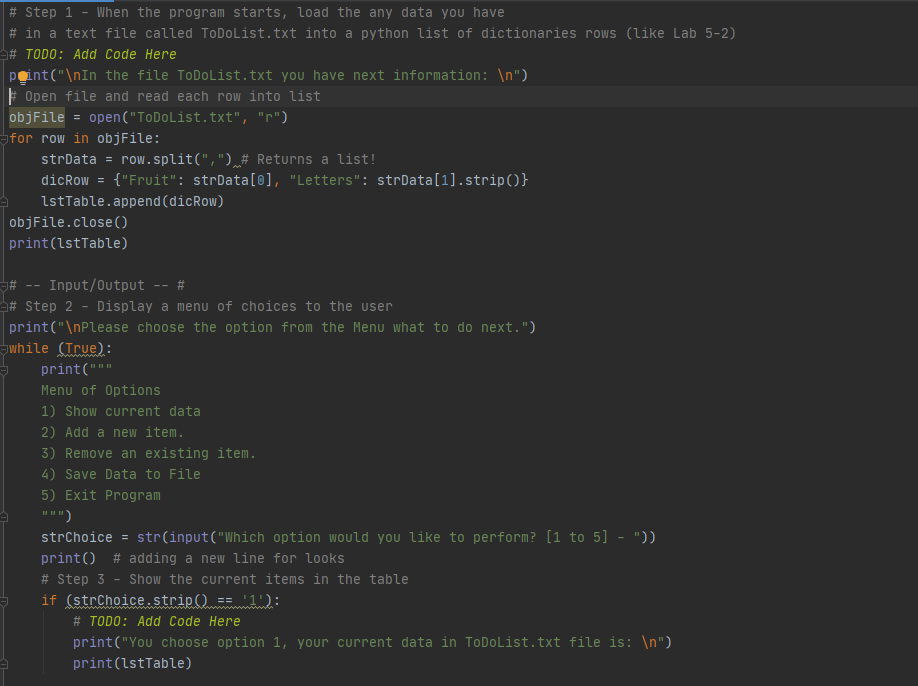 # Step 1 - When the program starts, load the any data you have
# in a text file called ToDoList.txt into a python list of dictionaries rows (like Lab 5-2)
# TODO: Add Code Here
print("\nIn the file ToDoList.txt you have next information: \n")
# Open file and read each row into list
objFile = open("ToDoList.txt", "r")
for row in objFile:
    strData = row.split(",") # Returns a list!
    dicRow = {"Fruit": strData[0], "Letters": strData[1].strip()}
    lstTable.append(dicRow)
objFile.close()
print(lstTable)

# -- Input/Output -- #
# Step 2 - Display a menu of choices to the user
print("\nPlease choose the option from the Menu what to do next.")
while (True):
    print("""
    Menu of Options
    1) Show current data
    2) Add a new item.
    3) Remove an existing item.
    4) Save Data to File
    5) Exit Program
    """)
    strChoice = str(input("Which option would you like to perform? [1 to 5] - "))
    print()  # adding a new line for looks
    # Step 3 - Show the current items in the table
    if (strChoice.strip() == '1'):
        # TODO: Add Code Here
        print("You choose option 1, your current data in ToDoList.txt file is: \n")
        print(lstTable)